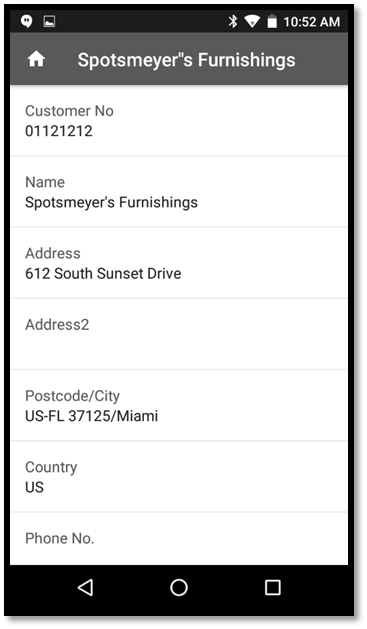 10:52 AM
Spotsmeyer"s Furnishings
Customer No
01121212
Name
Spotsmeyer's Furnishings
Address
612 South Sunset Drive
Address2
Postcode/City
US-FL 37125/Miami
Country
US
Phone No.